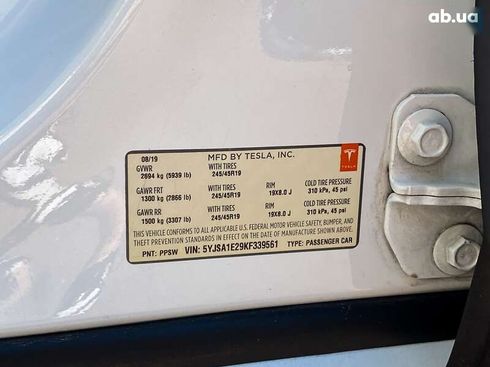 ab.ua
08/19 MFD BY TESLA, INC.
GVWR WITH TIRES
2694 kg (5939 lb) 245/45R19
GAWR FRT WITH TIRES RIM COLD TIRE PRESSURE
1300 kg (2866 lb) 245/45R19 19X8.0 J 310 kPa, 45 psi
GAWR RR WITH TIRES RIM COLD TIRE PRESSURE
1500 kg (3307 lb) 245/45R19 19X8.0 J 310 kPa, 45 psi
THIS VEHICLE CONFORMS TO ALL APPLICABLE U.S. FEDERAL MOTOR VEHICLE SAFETY, BUMPER, AND
THEFT PREVENTION STANDARDS IN EFFECT ON THE DATE OF MANUFACTURE SHOWN ABOVE.
PNT: PPSW VIN: 5YJSA1E29KF339561 TYPE: PASSENGER CAR